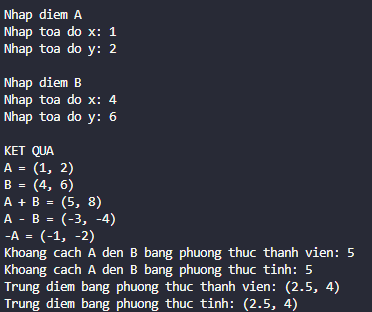 Nhap diem A
Nhap toa do x: 1
Nhap toa do y: 2
Nhap diem B
Nhap toa do x: 4
Nhap toa do y: 6
KET QUA
A = (1, 2)
B = (4, 6)
A + B = (5, 8)
A - B = (-3, -4)
-A = (-1, -2)
Khoang cach A den B bang phuong thuc thanh vien: 5
Khoang cach A den B bang phuong thuc tinh: 5
Trung diem bang phuong thuc thanh vien: (2.5, 4)
Trung diem bang phuong thuc tinh: (2.5, 4)